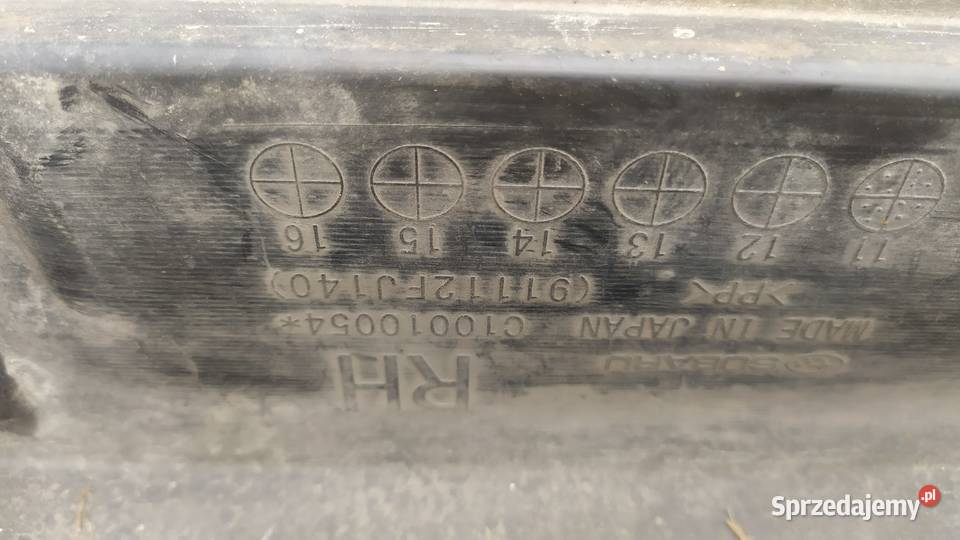 SUBARU RH
MADE IN JAPAN C10010054*
>PP< (91112FJ140)
11 12 13 14 15 16
Sprzedajemy.pl